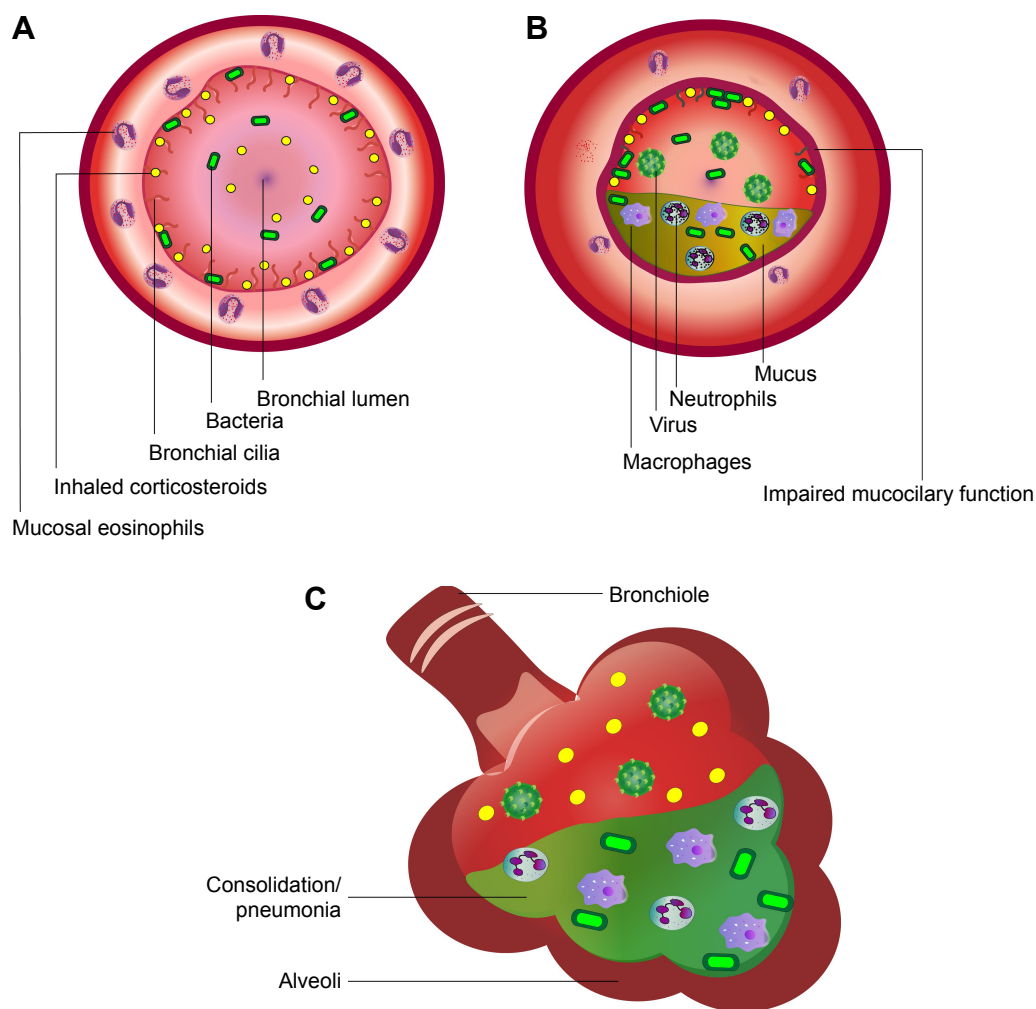 A
B
Bronchial lumen
Bacteria
Bronchial cilia
Inhaled corticosteroids
Mucosal eosinophils
Mucus
Neutrophils
Virus
Macrophages
Impaired mucocilary function
C
Bronchiole
Consolidation/
pneumonia
Alveoli